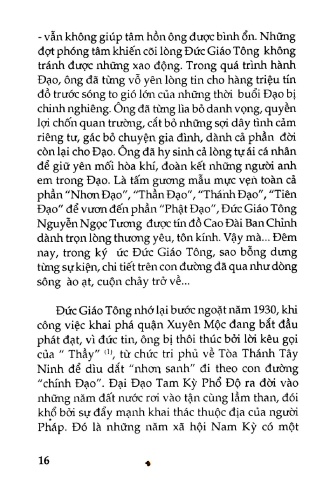 - vẫn không giúp tâm hồn ông được bình ổn. Những
đợt phóng tâm khiến cõi lòng Đức Giáo Tông không
tránh được những xao động. Trong quá trình hành
Đạo, ông đã từng vỗ yên lòng tin cho hàng triệu tín
đồ trước sóng to gió lớn của những thời buổi Đạo bị
chinh nghiêng. Ông đã từng lìa bỏ danh vọng, quyền
lợi chốn quan trường, cắt bỏ những sợi dây tình cảm
riêng tư, gác bỏ chuyện gia đình, dành cả phần đời
còn lại cho Đạo. Ông đã hy sinh cả lòng tự ái cá nhân
để giữ yên mối hòa khí, đoàn kết những người anh
em trong Đạo. Là tấm gương mẫu mực vẹn toàn cả
phần “Nhơn Đạo”, “Thần Đạo”, “Thánh Đạo”, “Tiên
Đạo” để vươn đến phần “Phật Đạo”, Đức Giáo Tông
Nguyễn Ngọc Tương được tín đồ Cao Đài Ban Chỉnh
dành trọn lòng thương yêu, tôn kính. Vậy mà... Đêm
nay, trong ký ức Đức Giáo Tông, sao bỗng dưng
từng sự kiện, chi tiết trên con đường đã qua như dòng
sông ào ạt, cuộn chảy trở về...
Đức Giáo Tông nhớ lại bước ngoặt năm 1930, khi
công việc khai phá quận Xuyên Mộc đang bắt đầu
phát đạt, vì đức tin, ông bị thôi thúc bởi lời kêu gọi
của “ Thầy” (1), từ chức tri phủ về Tòa Thánh Tây
Ninh để dìu dắt “nhơn sanh” đi theo con đường
“chính Đạo”. Đại Đạo Tam Kỳ Phổ Độ ra đời vào
những năm đất nước rơi vào tận cùng lầm than, đói
khổ bởi sự đẩy mạnh khai thác thuộc địa của người
Pháp. Đó là những năm xã hội Nam Kỳ có một
16